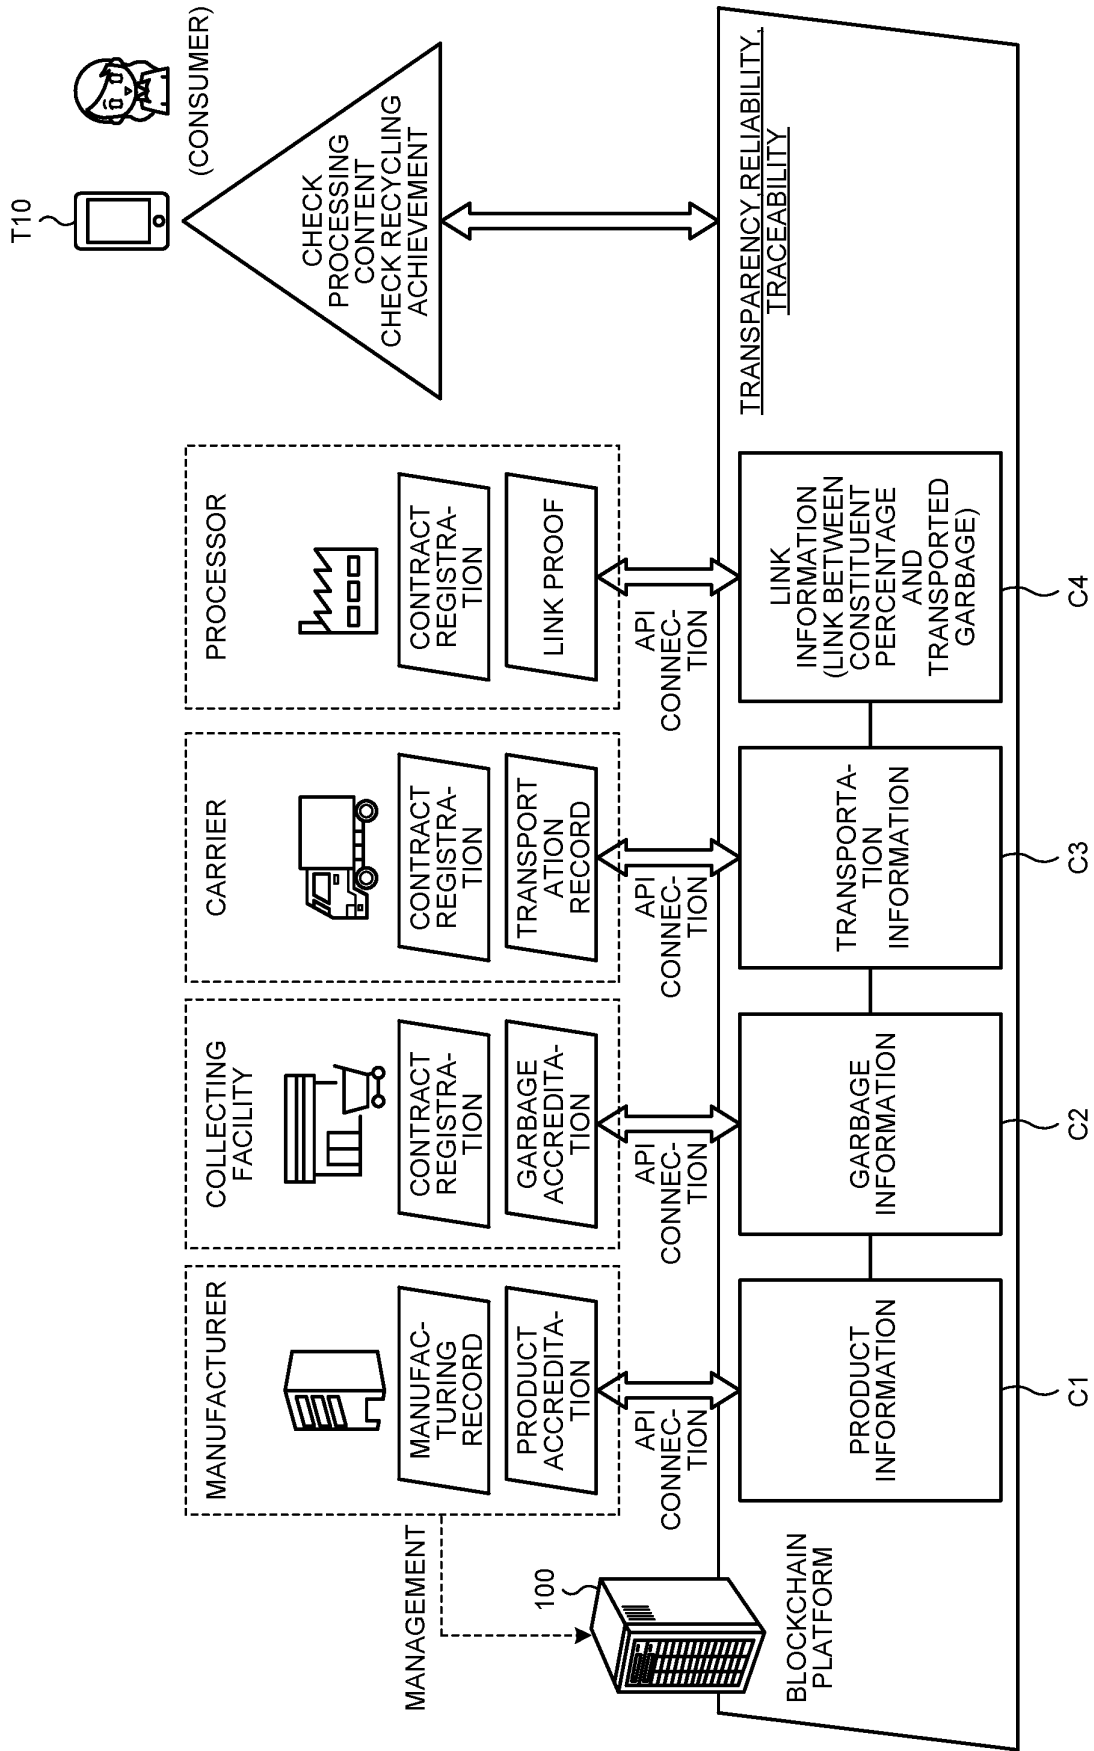 T10
(CONSUMER)
CHECK
PROCESSING
CONTENT
CHECK RECYCLING
ACHIEVEMENT
MANUFACTURER
MANUFAC-
TURING
RECORD
PRODUCT
ACCREDITA-
TION
COLLECTING
FACILITY
CONTRACT
REGISTRA-
TION
GARBAGE
ACCREDITA-
TION
CARRIER
CONTRACT
REGISTRA-
TION
TRANSPORT
ATION
RECORD
PROCESSOR
CONTRACT
REGISTRA-
TION
LINK PROOF
MANAGEMENT
100
API
CONNEC-
TION
API
CONNEC-
TION
API
CONNEC-
TION
API
CONNEC-
TION
TRANSPARENCY,RELIABILITY,
TRACEABILITY
BLOCKCHAIN
PLATFORM
PRODUCT
INFORMATION
GARBAGE
INFORMATION
TRANSPORTA-
TION
INFORMATION
LINK
INFORMATION
(LINK BETWEEN
CONSTITUENT
PERCENTAGE
AND
TRANSPORTED
GARBAGE)
C1
C2
C3
C4